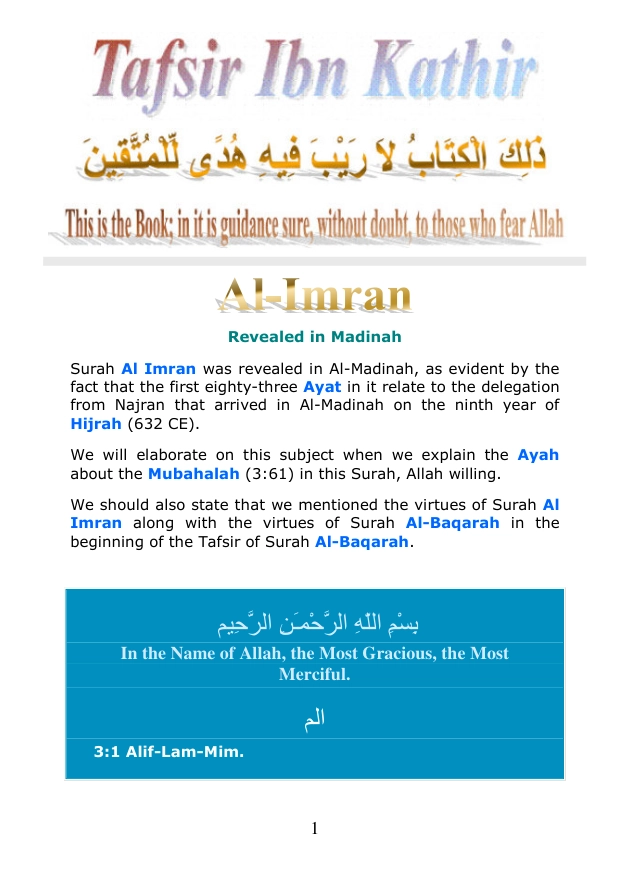 Tafsir Ibn Kathir
ذَلِكَ الْكِتَابُ لاَ رَيْبَ فِيهِ هُدًى لِّلْمُتَّقِينَ
This is the Book; in it is guidance sure, without doubt, to those who fear Allah
Al-Imran
Revealed in Madinah
Surah Al Imran was revealed in Al-Madinah, as evident by the
fact that the first eighty-three Ayat in it relate to the delegation
from Najran that arrived in Al-Madinah on the ninth year of
Hijrah (632 CE).
We will elaborate on this subject when we explain the Ayah
about the Mubahalah (3:61) in this Surah, Allah willing.
We should also state that we mentioned the virtues of Surah Al
Imran along with the virtues of Surah Al-Baqarah in the
beginning of the Tafsir of Surah Al-Baqarah.
بِسْمِ اللَّهِ الرَّحْمَـنِ الرَّحِيمِ
In the Name of Allah, the Most Gracious, the Most
Merciful.
الم
3:1 Alif-Lam-Mim.
1